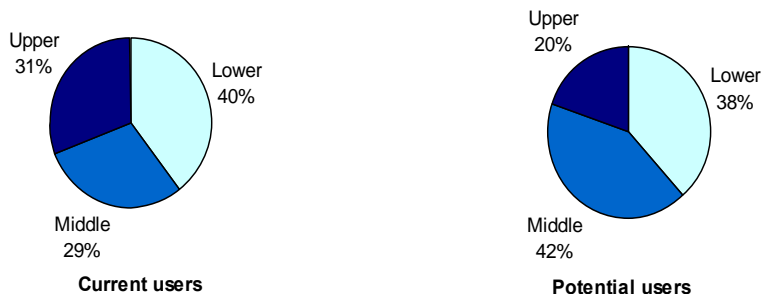 Upper
31%
Lower
40%
Middle
29%
Current users
Upper
20%
Lower
38%
Middle
42%
Potential users